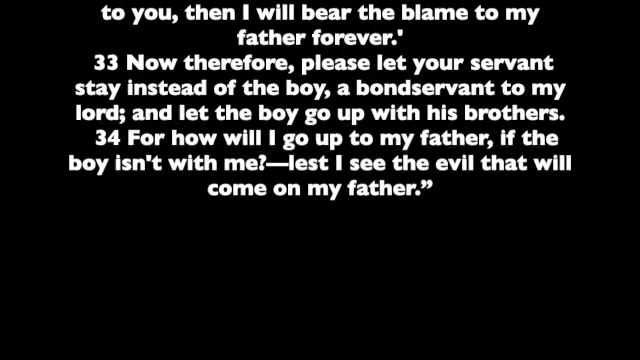 to you, then I will bear the blame to my
father forever.'
33 Now therefore, please let your servant
stay instead of the boy, a bondservant to my
lord; and let the boy go up with his brothers.
34 For how will I go up to my father, if the
boy isn't with me?—lest I see the evil that will
come on my father.”